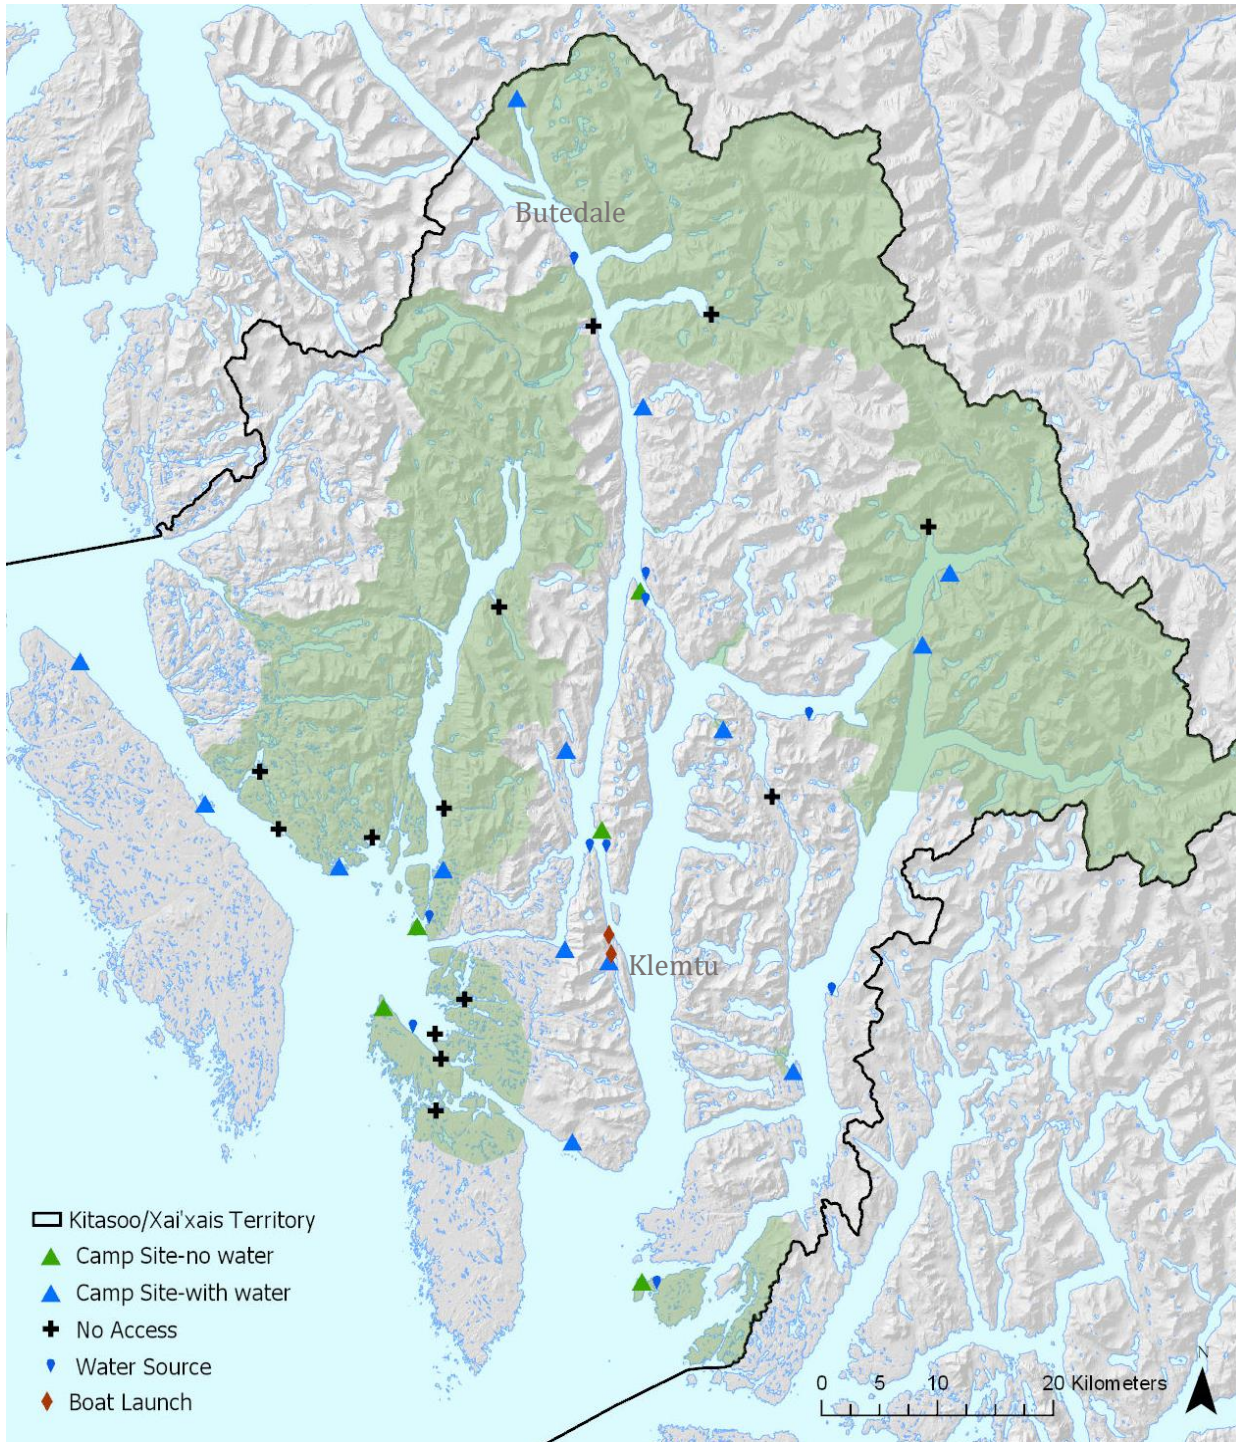 Butedale
Klemtu
Kitasoo/Xai'xais Territory
Camp Site-no water
Camp Site-with water
No Access
Water Source
Boat Launch
N
0 5 10 20 Kilometers